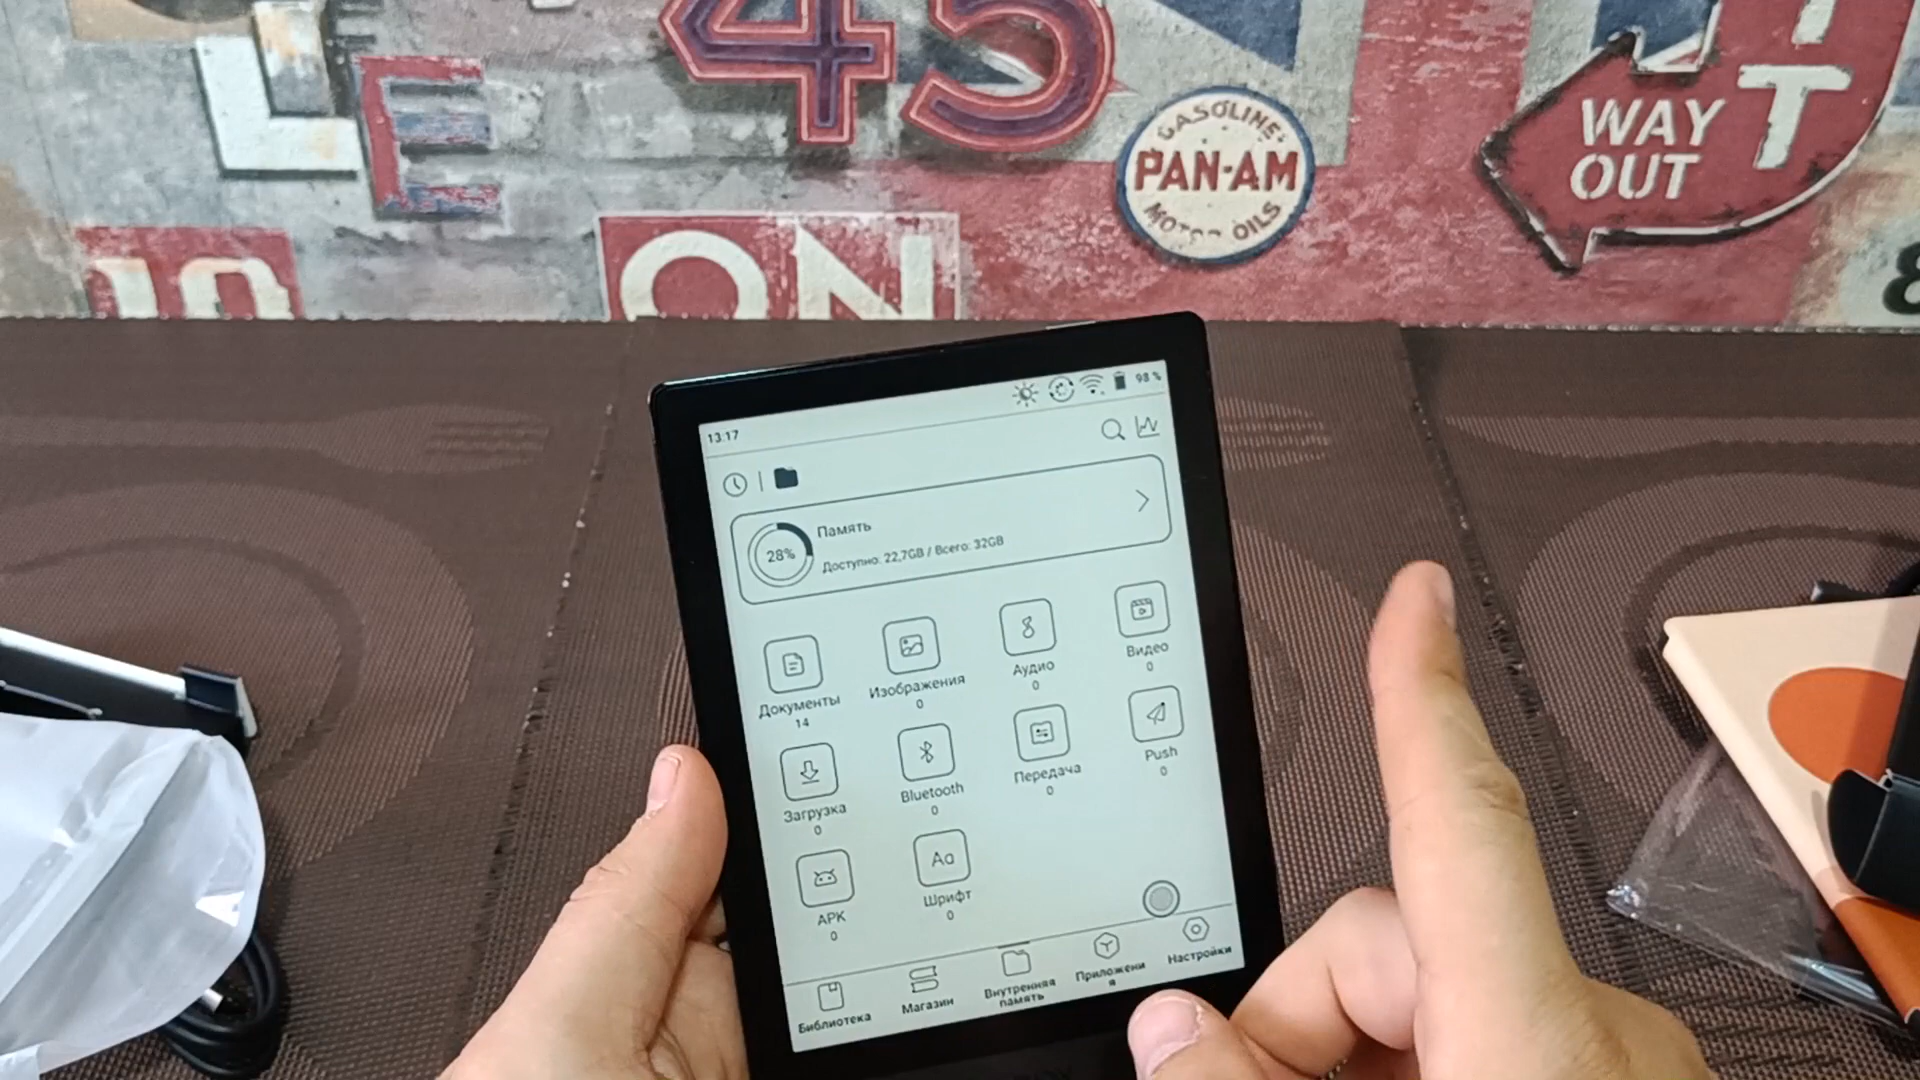 45
LE
GASOLINE
PAN-AM
MOTOR OILS
WAY
OUT
T
ON
8
13:17
98 %
28%
Память
Доступно: 22,7GB / Всего: 32GB
Документы
14
Изображения
0
Аудио
0
Видео
0
Загрузка
0
Bluetooth
0
Передача
0
Push
0
APK
0
Aa
Шрифт
0
Библиотека
Магазин
Внутренняя
память
Приложени
я
Настройки